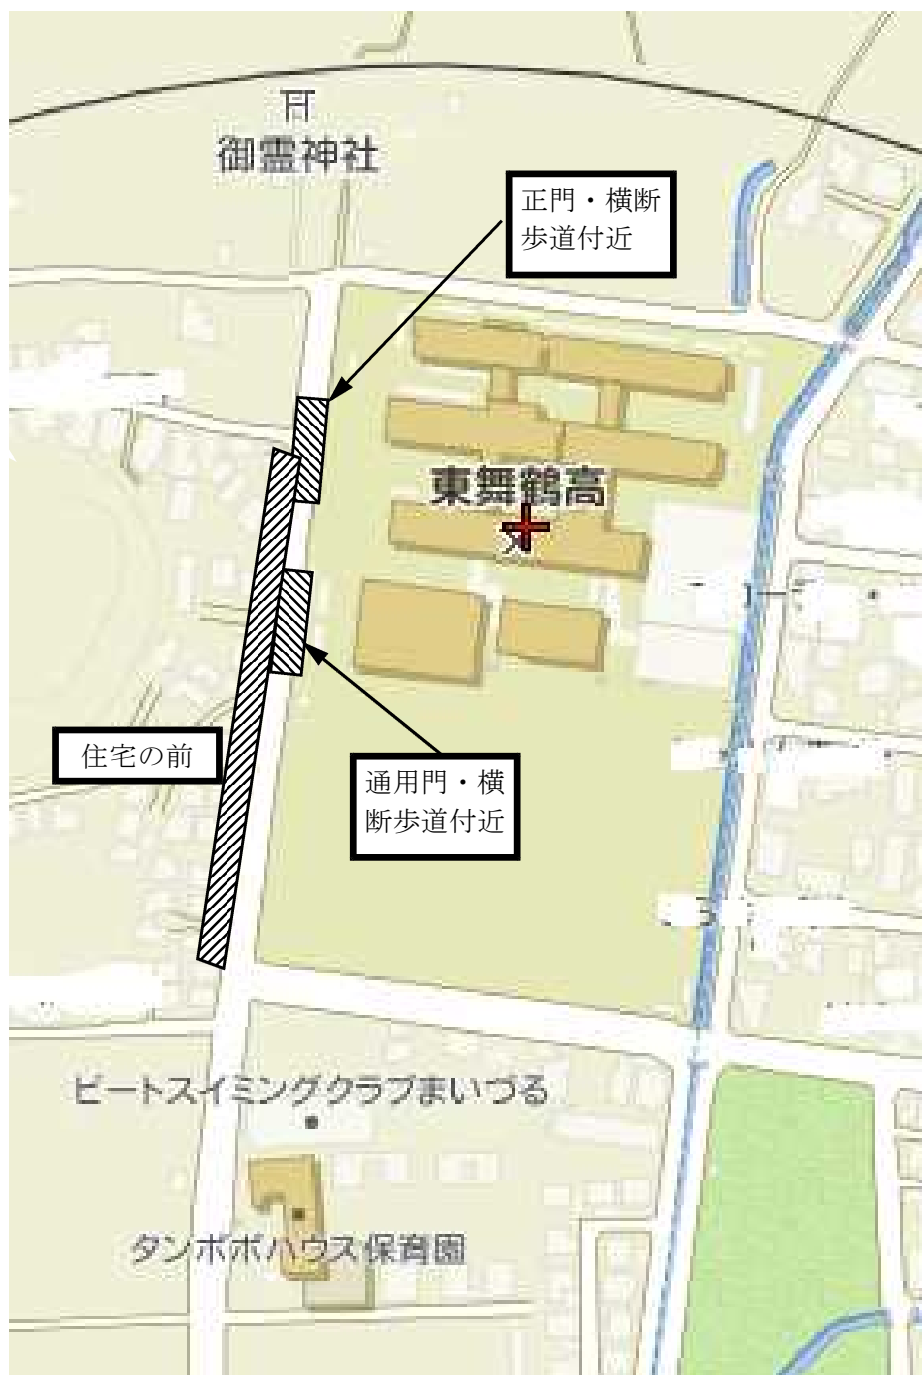 御霊神社
正門・横断
歩道付近
東舞鶴高
文
住宅の前
通用門・横
断歩道付近
ビートスイミングクラブまいづる
タンポポハウス保育園